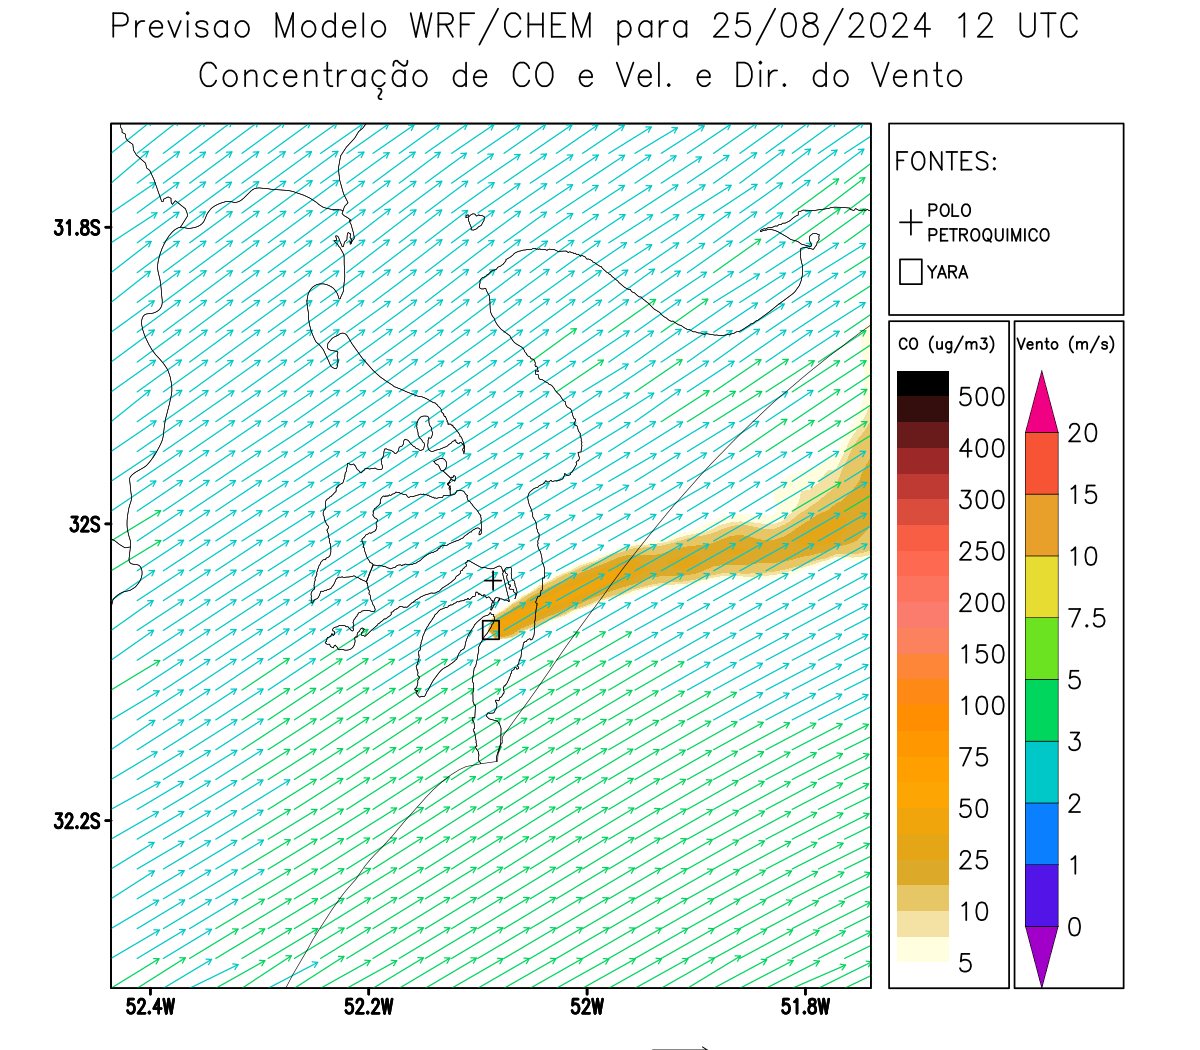 Previsao Modelo WRF/CHEM para 25/08/2024 12 UTC
Concentração de CO e Vel. e Dir. do Vento
FONTES:
POLO
PETROQUIMICO
YARA
CO (ug/m3)
500
400
300
250
200
150
100
75
50
25
10
5
Vento (m/s)
20
15
10
7.5
5
3
2
1
0
31.8S
32S
32.2S
52.4W
52.2W
52W
51.8W